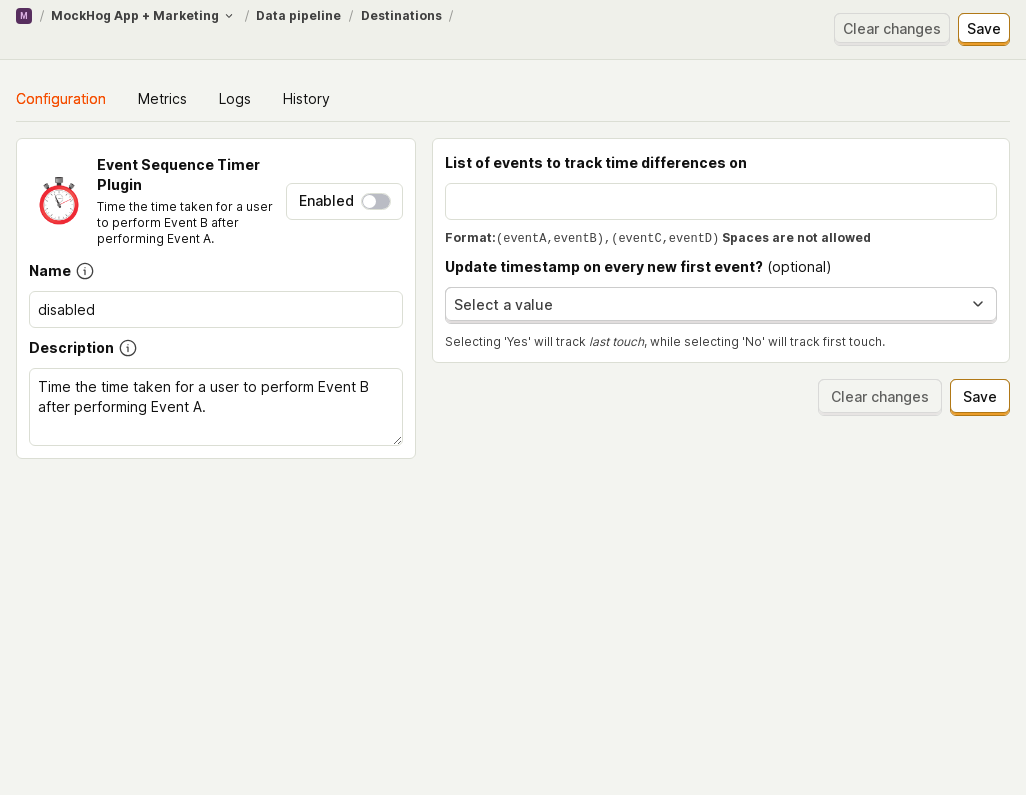 M / MockHog App + Marketing / Data pipeline / Destinations /
Clear changes Save
Configuration Metrics Logs History
Event Sequence Timer
Plugin
Time the time taken for a user
to perform Event B after
performing Event A.
Enabled
Name
disabled
Description
Time the time taken for a user to perform Event B
after performing Event A.
List of events to track time differences on
Format:(eventA,eventB),(eventC,eventD) Spaces are not allowed
Update timestamp on every new first event? (optional)
Select a value
Selecting 'Yes' will track last touch, while selecting 'No' will track first touch.
Clear changes Save